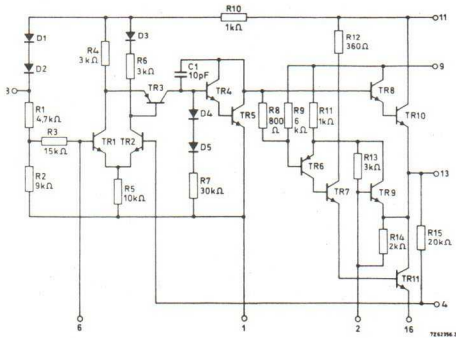 R10
1kΩ
11
D1
D3
R4
3kΩ
R6
3kΩ
R12
360Ω
D2
C1
10pF
9
TR3
TR4
TR8
3
R1
4,7kΩ
D4
TR5
R8
800
Ω
R9
6
kΩ
R11
1kΩ
TR10
R3
15kΩ
TR1
TR2
D5
R13
3kΩ
13
TR6
R2
9kΩ
R5
10kΩ
R7
30kΩ
TR7
TR9
R14
2kΩ
R15
20kΩ
TR11
4
6
1
2
16